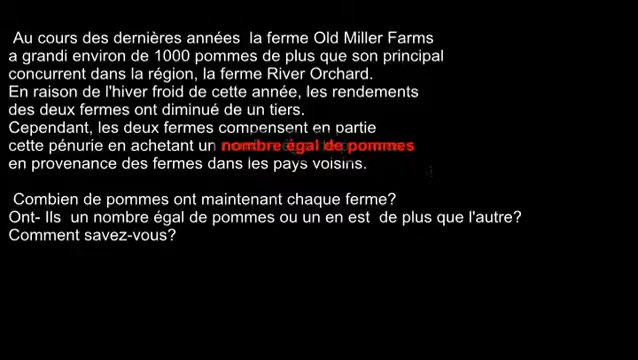 Au cours des dernières années la ferme Old Miller Farms
a grandi environ de 1000 pommes de plus que son principal
concurrent dans la région, la ferme River Orchard.
En raison de l'hiver froid de cette année, les rendements
des deux fermes ont diminué de un tiers.
Cependant, les deux fermes compensent en partie
cette pénurie en achetant un nombre égal de pommes
en provenance des fermes dans les pays voisins.
Combien de pommes ont maintenant chaque ferme?
Ont- Ils un nombre égal de pommes ou un en est de plus que l'autre?
Comment savez-vous?